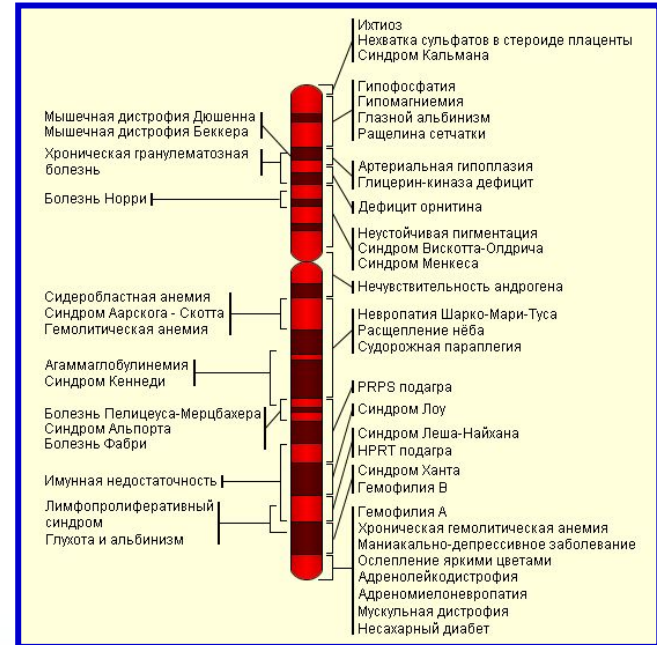 Ихтиоз
Нехватка сульфатов в стероиде плаценты
Синдром Кальмана
Гипофосфатия
Гипомагниемия
Глазной альбинизм
Ращелина сетчатки
Мышечная дистрофия Дюшенна
Мышечная дистрофия Беккера
Хроническая гранулематозная
болезнь
Артериальная гипоплазия
Глицерин-киназа дефицит
Болезнь Норри
Дефицит орнитина
Неустойчивая пигментация
Синдром Вискотта-Олдрича
Синдром Менкеса
Нечувствительность андрогена
Сидеробластная анемия
Синдром Аарскога - Скотта
Гемолитическая анемия
Невропатия Шарко-Мари-Туса
Расщепление нёба
Судорожная параплегия
Агаммаглобулинемия
Синдром Кеннеди
PRPS подагра
Болезнь Пелицеуса-Мерцбахера
Синдром Альпорта
Болезнь Фабри
Синдром Лоу
Синдром Леша-Найхана
HPRT подагра
Имунная недостаточность
Синдром Ханта
Гемофилия В
Лимфопролиферативный
синдром
Глухота и альбинизм
Гемофилия А
Хроническая гемолитическая анемия
Маниакально-депрессивное заболевание
Ослепление яркими цветами
Адренолейкодистрофия
Адреномиелоневропатия
Мускульная дистрофия
Несахарный диабет